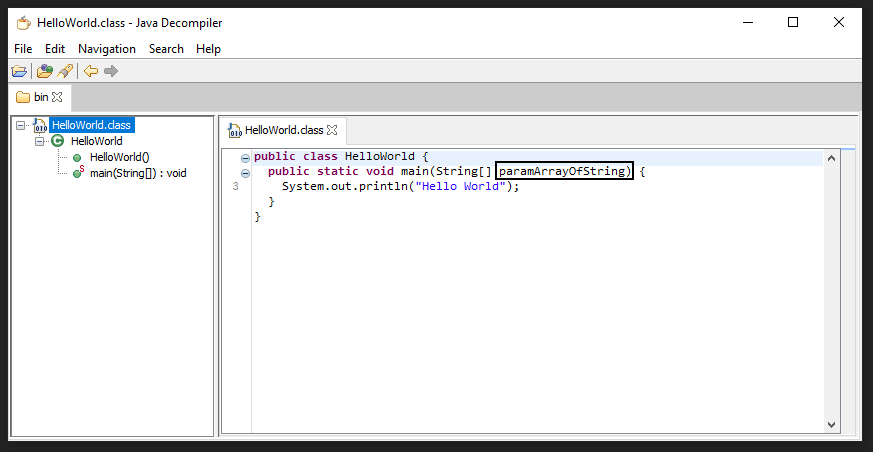 HelloWorld.class - Java Decompiler
File Edit Navigation Search Help
bin
HelloWorld.class
HelloWorld
HelloWorld()
main(String[]) : void
HelloWorld.class
public class HelloWorld {
public static void main(String[] paramArrayOfString) {
3 System.out.println("Hello World");
}
}